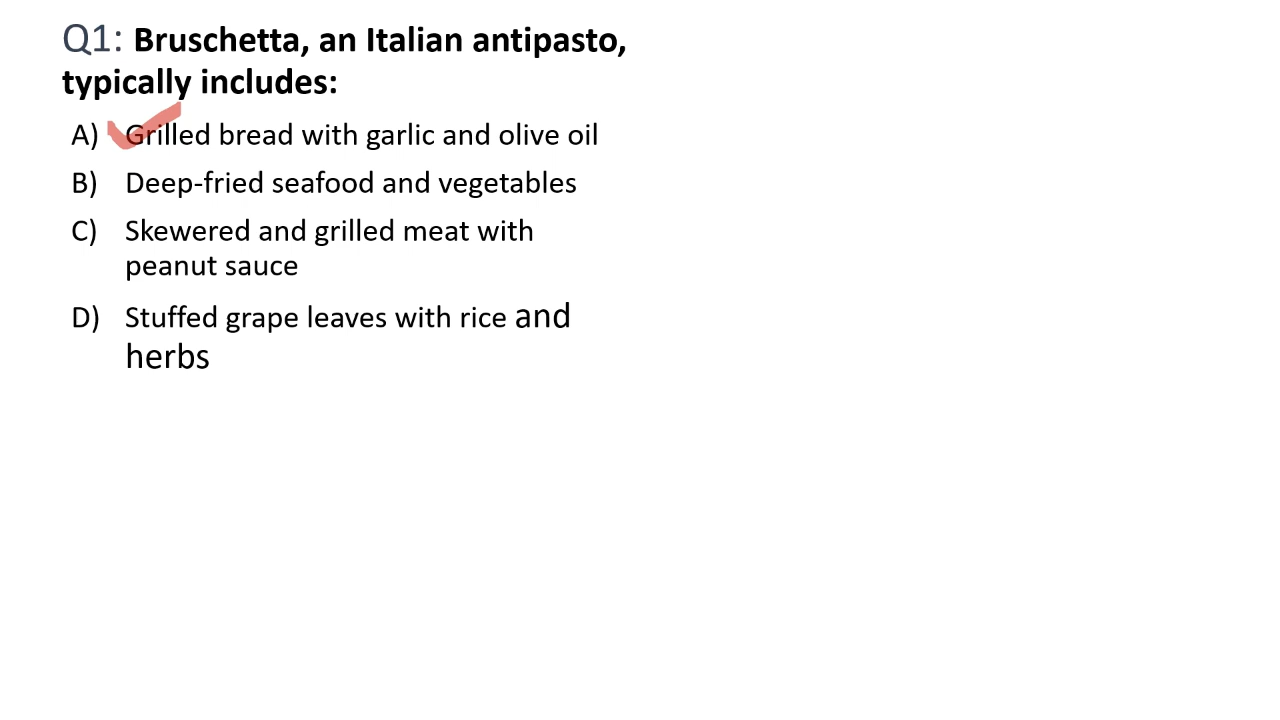 Q1: Bruschetta, an Italian antipasto,
typically includes:
A) Grilled bread with garlic and olive oil
B) Deep-fried seafood and vegetables
C) Skewered and grilled meat with
peanut sauce
D) Stuffed grape leaves with rice and
herbs